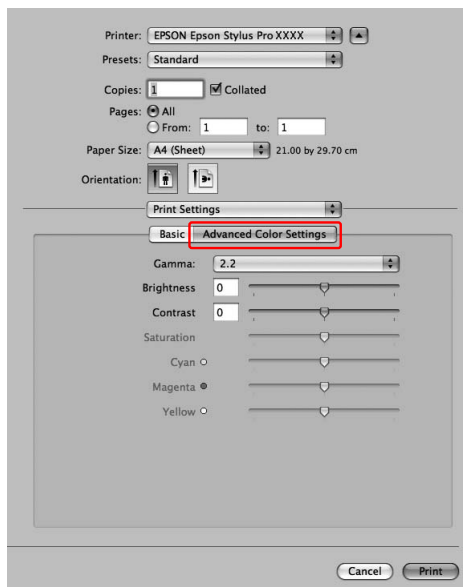 Printer: EPSON Epson Stylus Pro XXXX
Presets: Standard
Copies: 1 Collated
Pages: All
From: 1 to: 1
Paper Size: A4 (Sheet) 21.00 by 29.70 cm
Orientation:
Print Settings
Basic Advanced Color Settings
Gamma: 2.2
Brightness 0
Contrast 0
Saturation
Cyan
Magenta
Yellow
Cancel Print